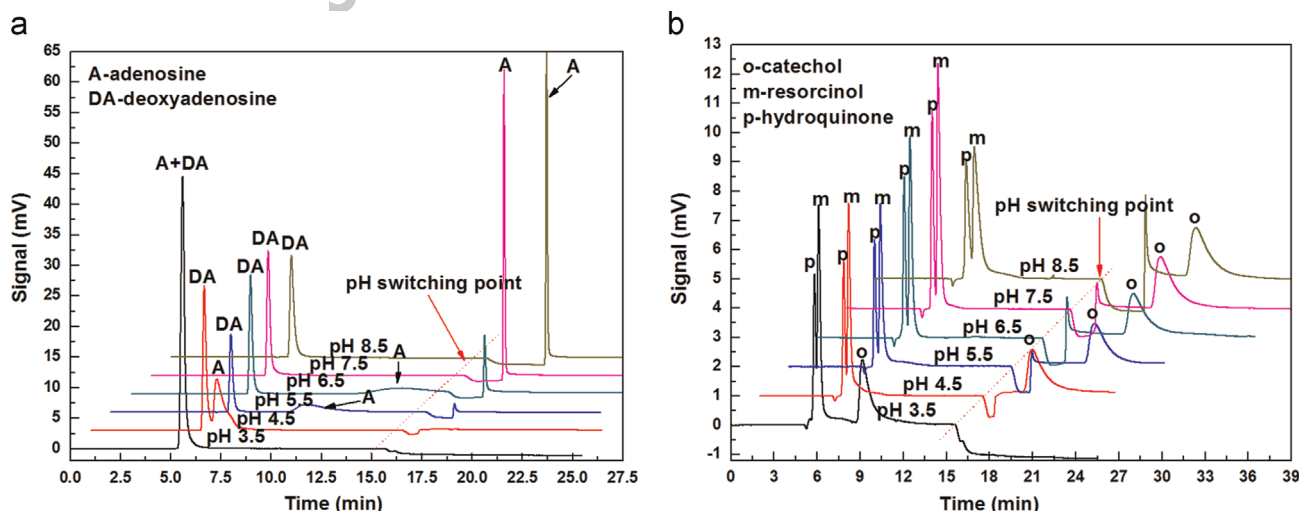 a
65
60
55
50
45
40
35
30
25
20
15
10
5
0
Signal (mV)
A-adenosine
DA-deoxyadenosine
A
A
A+DA
DA
DA
DA
DA
DA
pH switching point
A
A
A
pH 8.5
pH 7.5
pH 6.5
pH 5.5
pH 4.5
pH 3.5
0.0 2.5 5.0 7.5 10.0 12.5 15.0 17.5 20.0 22.5 25.0 27.5
Time (min)
b
13
12
11
10
9
8
7
6
5
4
3
2
1
0
-1
Signal (mV)
o-catechol
m-resorcinol
p-hydroquinone
m
p
m
p
m
p
m
m
m
p
p
p
pH switching point
o
o
o
o
o
o
pH 8.5
pH 7.5
pH 6.5
pH 5.5
pH 4.5
pH 3.5
0 3 6 9 12 15 18 21 24 27 30 33 36 39
Time (min)